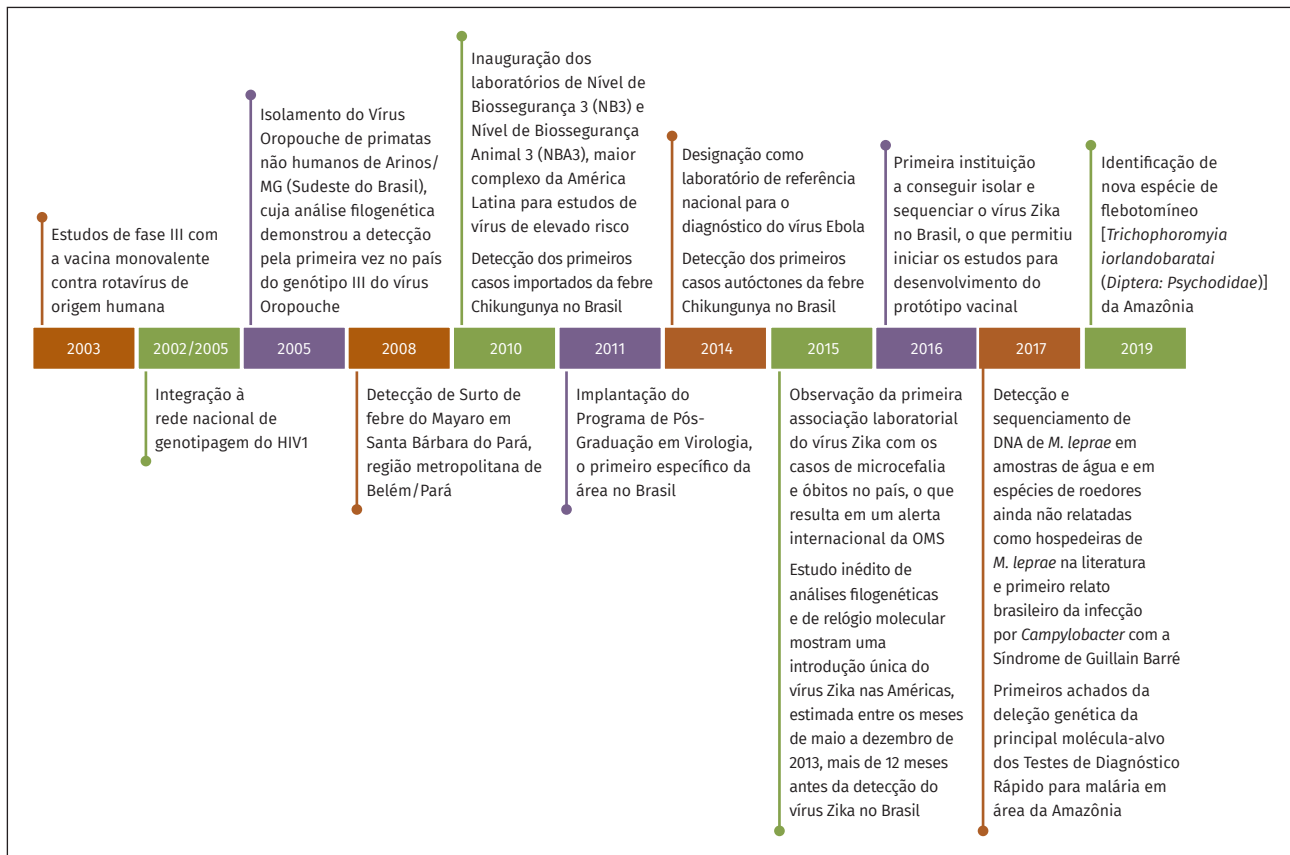 Estudos de fase III com
a vacina monovalente
contra rotavírus de
origem humana
Isolamento do Vírus
Oropouche de primatas
não humanos de Arinos/
MG (Sudeste do Brasil),
cuja análise filogenética
demonstrou a detecção
pela primeira vez no país
do genótipo III do vírus
Oropouche
Inauguração dos
laboratórios de Nível de
Biossegurança 3 (NB3) e
Nível de Biossegurança
Animal 3 (NBA3), maior
complexo da América
Latina para estudos de
vírus de elevado risco
Detecção dos primeiros
casos importados da febre
Chikungunya no Brasil
Designação como
laboratório de referência
nacional para o
diagnóstico do vírus Ebola
Detecção dos primeiros
casos autóctones da febre
Chikungunya no Brasil
Primeira instituição
a conseguir isolar e
sequenciar o vírus Zika
no Brasil, o que permitiu
iniciar os estudos para
desenvolvimento do
protótipo vacinal
Identificação de
nova espécie de
flebotomíneo
[Trichophoromyia
iorlandobaratai
(Diptera: Psychodidae)]
da Amazônia
2003
2002/2005
2005
2008
2010
2011
2014
2015
2016
2017
2019
Integração à
rede nacional de
genotipagem do HIV1
Detecção de Surto de
febre do Mayaro em
Santa Bárbara do Pará,
região metropolitana de
Belém/Pará
Implantação do
Programa de Pós-
Graduação em Virologia,
o primeiro específico da
área no Brasil
Observação da primeira
associação laboratorial
do vírus Zika com os
casos de microcefalia
e óbitos no país, o que
resulta em um alerta
internacional da OMS
Estudo inédito de
análises filogenéticas
e de relógio molecular
mostram uma
introdução única do
vírus Zika nas Américas,
estimada entre os meses
de maio a dezembro de
2013, mais de 12 meses
antes da detecção do
vírus Zika no Brasil
Detecção e
sequenciamento de
DNA de M. leprae em
amostras de água e em
espécies de roedores
ainda não relatadas
como hospedeiras de
M. leprae na literatura
e primeiro relato
brasileiro da infecção
por Campylobacter com a
Síndrome de Guillain Barré
Primeiros achados da
deleção genética da
principal molécula-alvo
dos Testes de Diagnóstico
Rápido para malária em
área da Amazônia